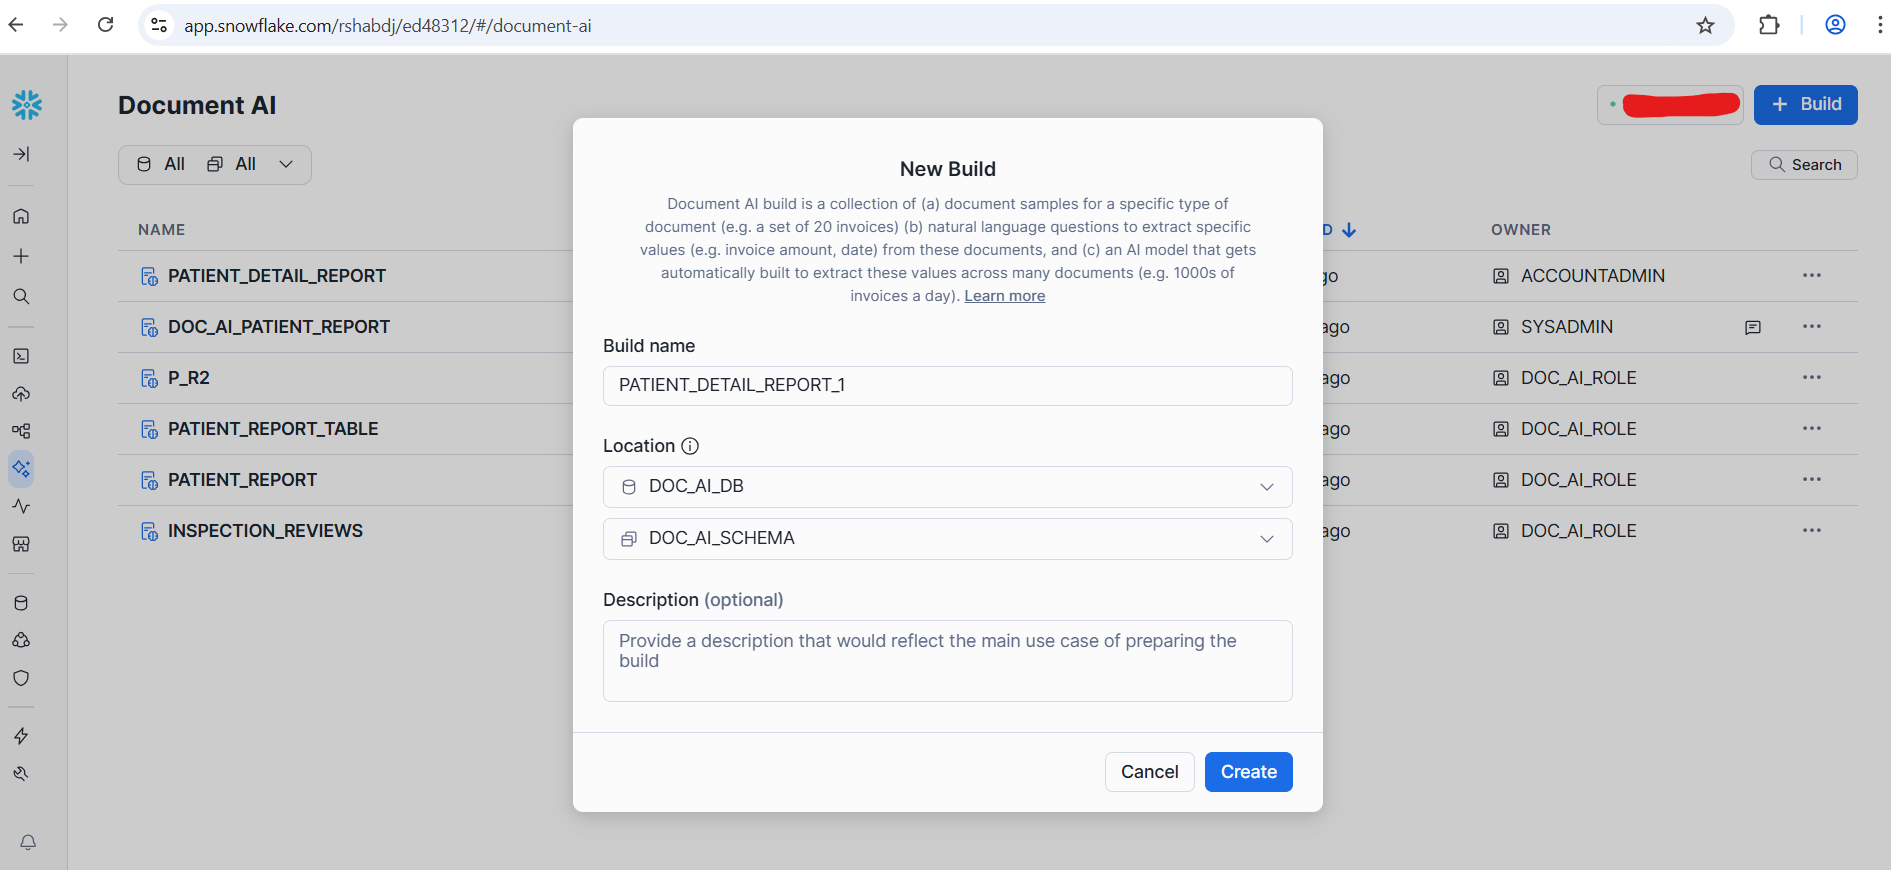 app.snowflake.com/rshabdj/ed48312/#/document-ai
Document AI
+ Build
All All
Search
NAME
D
OWNER
PATIENT_DETAIL_REPORT
go
ACCOUNTADMIN
DOC_AI_PATIENT_REPORT
ago
SYSADMIN
P_R2
ago
DOC_AI_ROLE
PATIENT_REPORT_TABLE
ago
DOC_AI_ROLE
PATIENT_REPORT
ago
DOC_AI_ROLE
INSPECTION_REVIEWS
ago
DOC_AI_ROLE
New Build
Document AI build is a collection of (a) document samples for a specific type of
document (e.g. a set of 20 invoices) (b) natural language questions to extract specific
values (e.g. invoice amount, date) from these documents, and (c) an AI model that gets
automatically built to extract these values across many documents (e.g. 1000s of
invoices a day). Learn more
Build name
PATIENT_DETAIL_REPORT_1
Location
DOC_AI_DB
DOC_AI_SCHEMA
Description (optional)
Provide a description that would reflect the main use case of preparing the
build
Cancel
Create